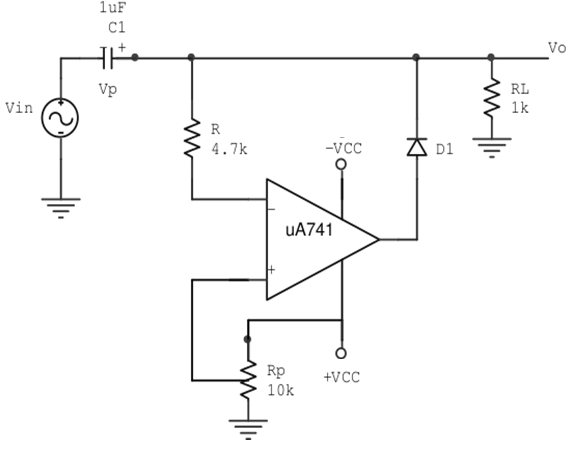 1uF
C1
+
Vo
Vp
Vin
+
-
R
4.7k
RL
1k
-VCC
D1
-
uA741
+
Rp
10k
+VCC